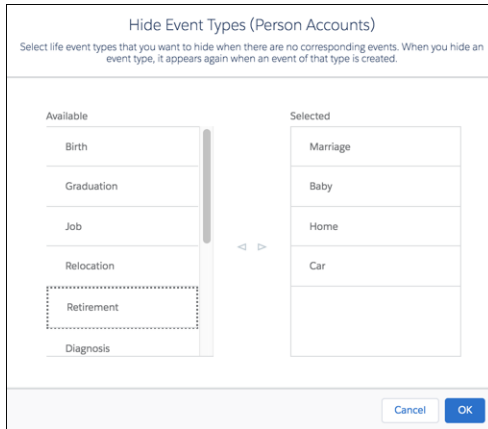 Hide Event Types (Person Accounts)
Select life event types that you want to hide when there are no corresponding events. When you hide an
event type, it appears again when an event of that type is created.
Available
Selected
Birth
Marriage
Graduation
Baby
Job
Home
Relocation
Car
Retirement
Diagnosis
Cancel
OK